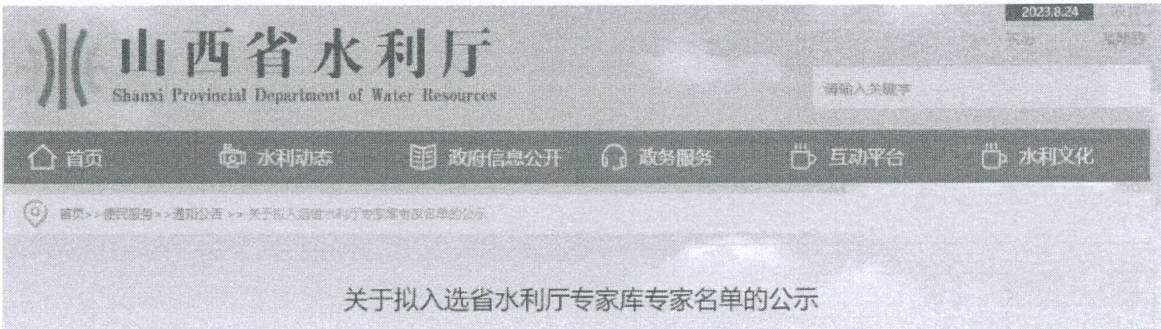 2023.8.24
山西省水利厅
Shanxi Provincial Department of Water Resources
请输入关键字
首页 水利动态 政府信息公开 政务服务 互动平台 水利文化
首页>>便民服务>>通知公告>> 关于拟入选省水利厅专家库专家名单的公示
关于拟入选省水利厅专家库专家名单的公示